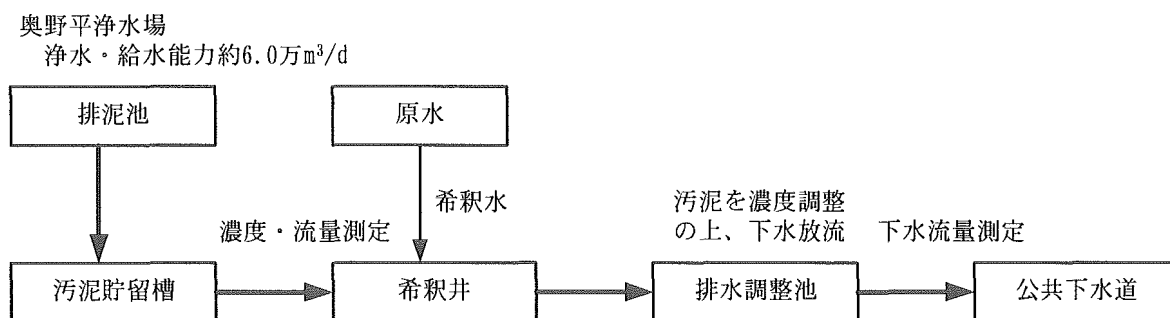 奥野平浄水場
浄水・給水能力約6.0万m³/d
排泥池
原水
希釈水
汚泥を濃度調整
の上、下水放流
下水流量測定
濃度・流量測定
汚泥貯留槽
希釈井
排水調整池
公共下水道